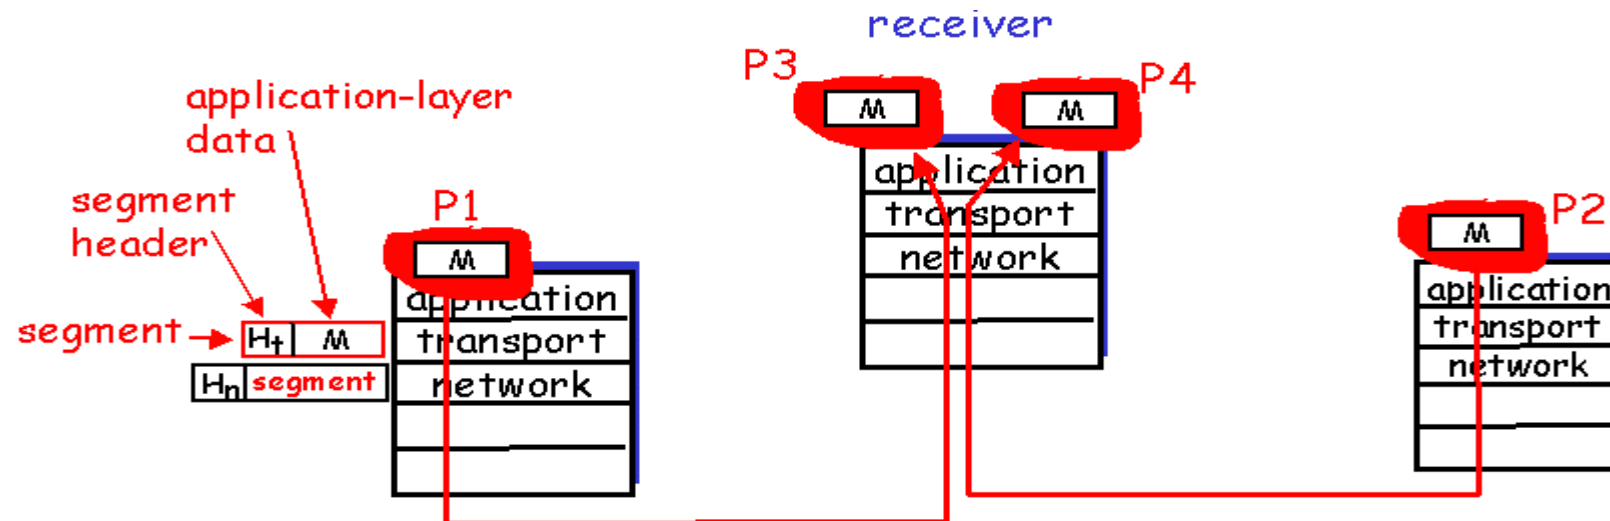 receiver
P3
M
M
P4
application-layer
data
segment
header
segment
Ht M
Hn segment
P1
M
application
transport
network
application
transport
network
P2
M
application
transport
network